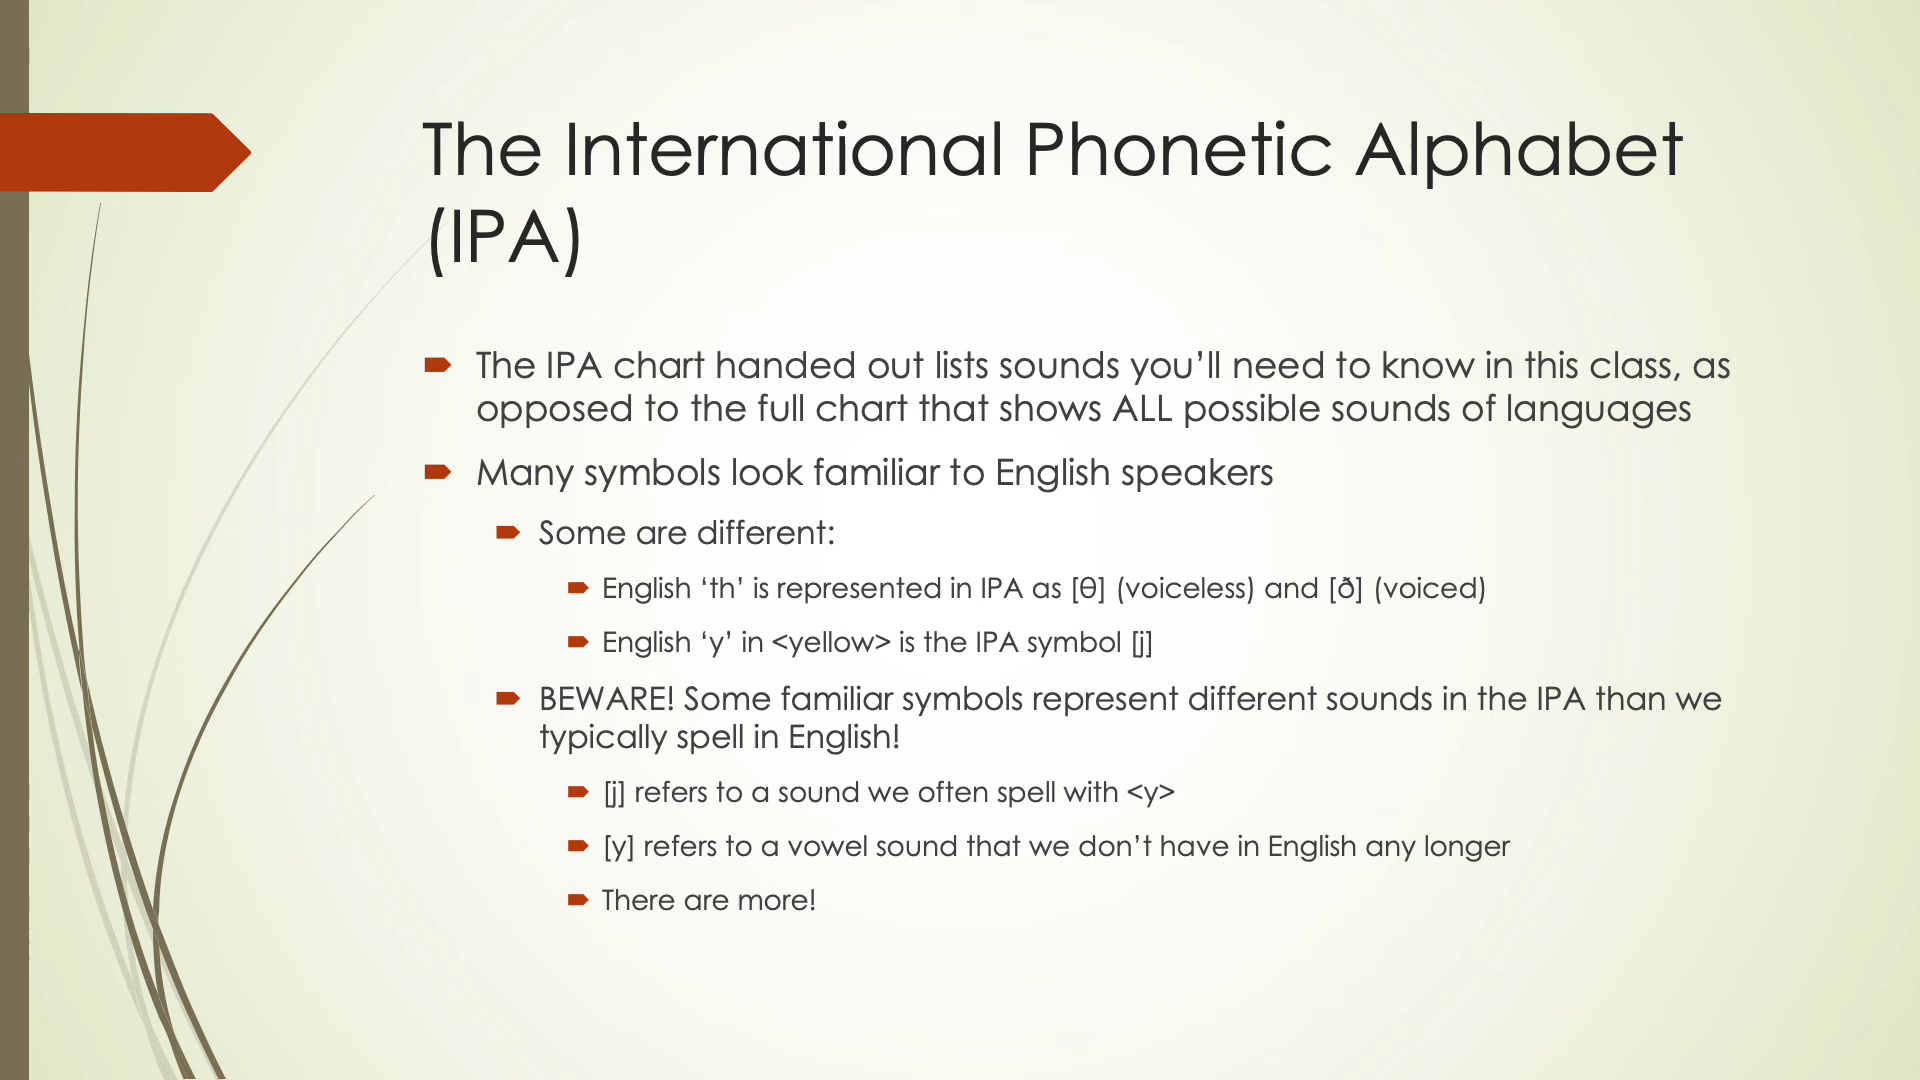 The International Phonetic Alphabet
(IPA)
The IPA chart handed out lists sounds you’ll need to know in this class, as
opposed to the full chart that shows ALL possible sounds of languages
Many symbols look familiar to English speakers
Some are different:
English ‘th’ is represented in IPA as [θ] (voiceless) and [ð] (voiced)
English ‘y’ in <yellow> is the IPA symbol [j]
BEWARE! Some familiar symbols represent different sounds in the IPA than we
typically spell in English!
[j] refers to a sound we often spell with <y>
[y] refers to a vowel sound that we don’t have in English any longer
There are more!